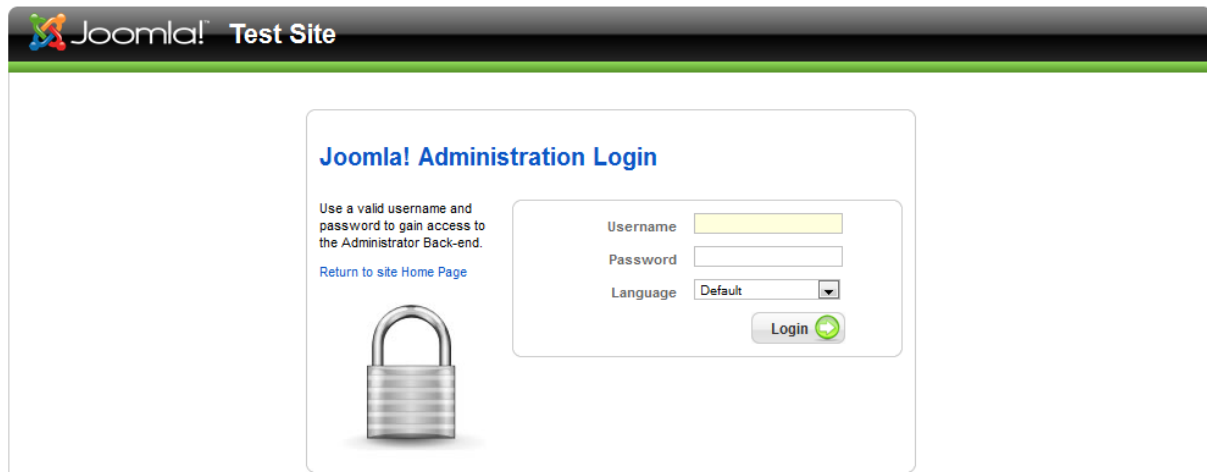 Joomla! Test Site
Joomla! Administration Login
Use a valid username and
password to gain access to
the Administrator Back-end.
Return to site Home Page
Username
Password
Language Default
Login